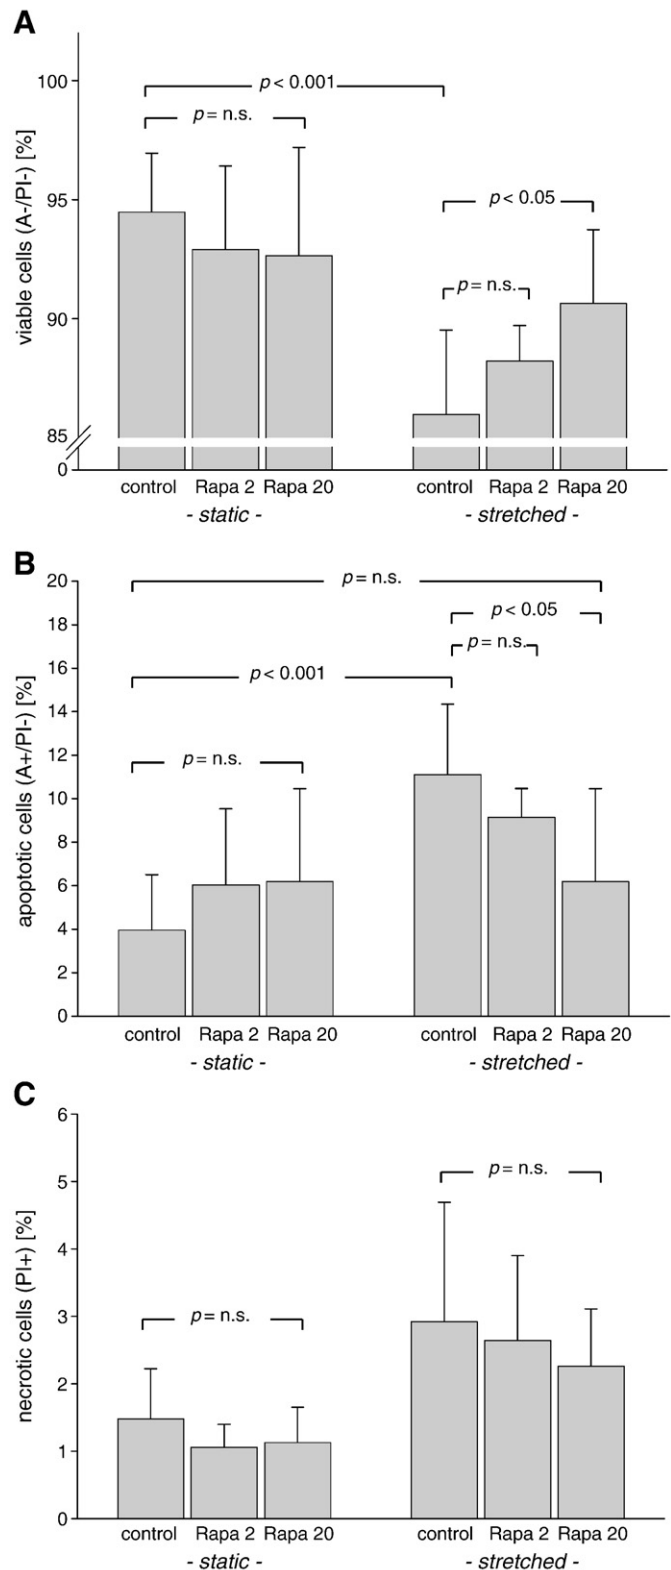 A
viable cells (A-/PI-) [%]
100
95
90
85
0
p < 0.001
p = n.s.
p < 0.05
p = n.s.
control Rapa 2 Rapa 20 control Rapa 2 Rapa 20
- static - - stretched -
B
apoptotic cells (A+/PI-) [%]
20
18
16
14
12
10
8
6
4
2
0
p = n.s.
p < 0.05
p = n.s.
p < 0.001
p = n.s.
control Rapa 2 Rapa 20 control Rapa 2 Rapa 20
- static - - stretched -
C
necrotic cells (PI+) [%]
6
5
4
3
2
1
0
p = n.s.
p = n.s.
control Rapa 2 Rapa 20 control Rapa 2 Rapa 20
- static - - stretched -